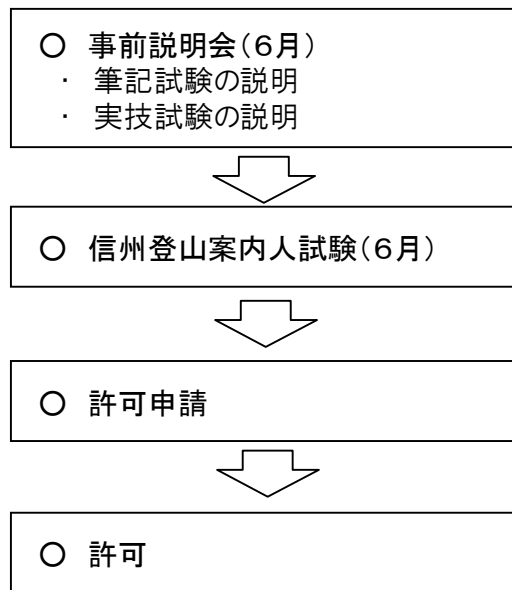 ○ 事前説明会(6月)
・ 筆記試験の説明
・ 実技試験の説明
○ 信州登山案内人試験(6月)
○ 許可申請
○ 許可